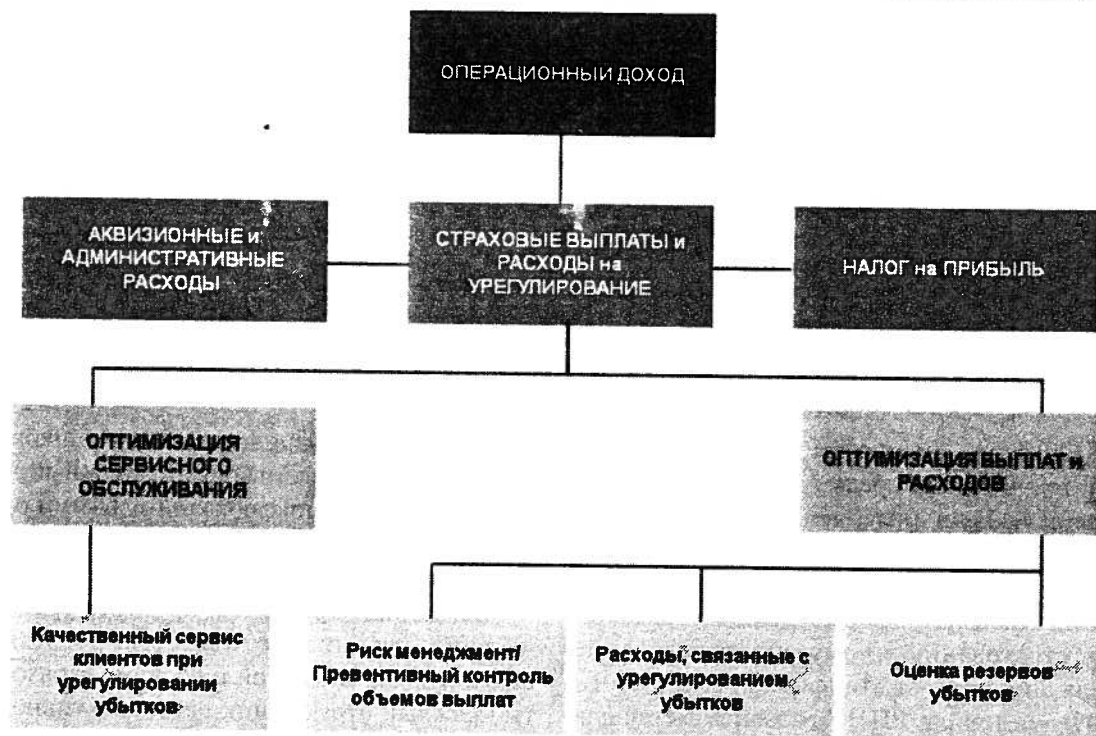 ОПЕРАЦИОННЫЙ ДОХОД
АКВИЗИОННЫЕ и
АДМИНИСТРАТИВНЫЕ
РАСХОДЫ
СТРАХОВЫЕ ВЫПЛАТЫ и
РАСХОДЫ на
УРЕГУЛИРОВАНИЕ
НАЛОГ на ПРИБЫЛЬ
ОПТИМИЗАЦИЯ
СЕРВИСНОГО
ОБСЛУЖИВАНИЯ
ОПТИМИЗАЦИЯ ВЫПЛАТ и
РАСХОДОВ
Качественный сервис
клиентов при
урегулировании
убытков
Риск менеджмент/
Превентивный контроль
объемов выплат
Расходы, связанные с
урегулированием
убытков
Оценка резервов
убытков